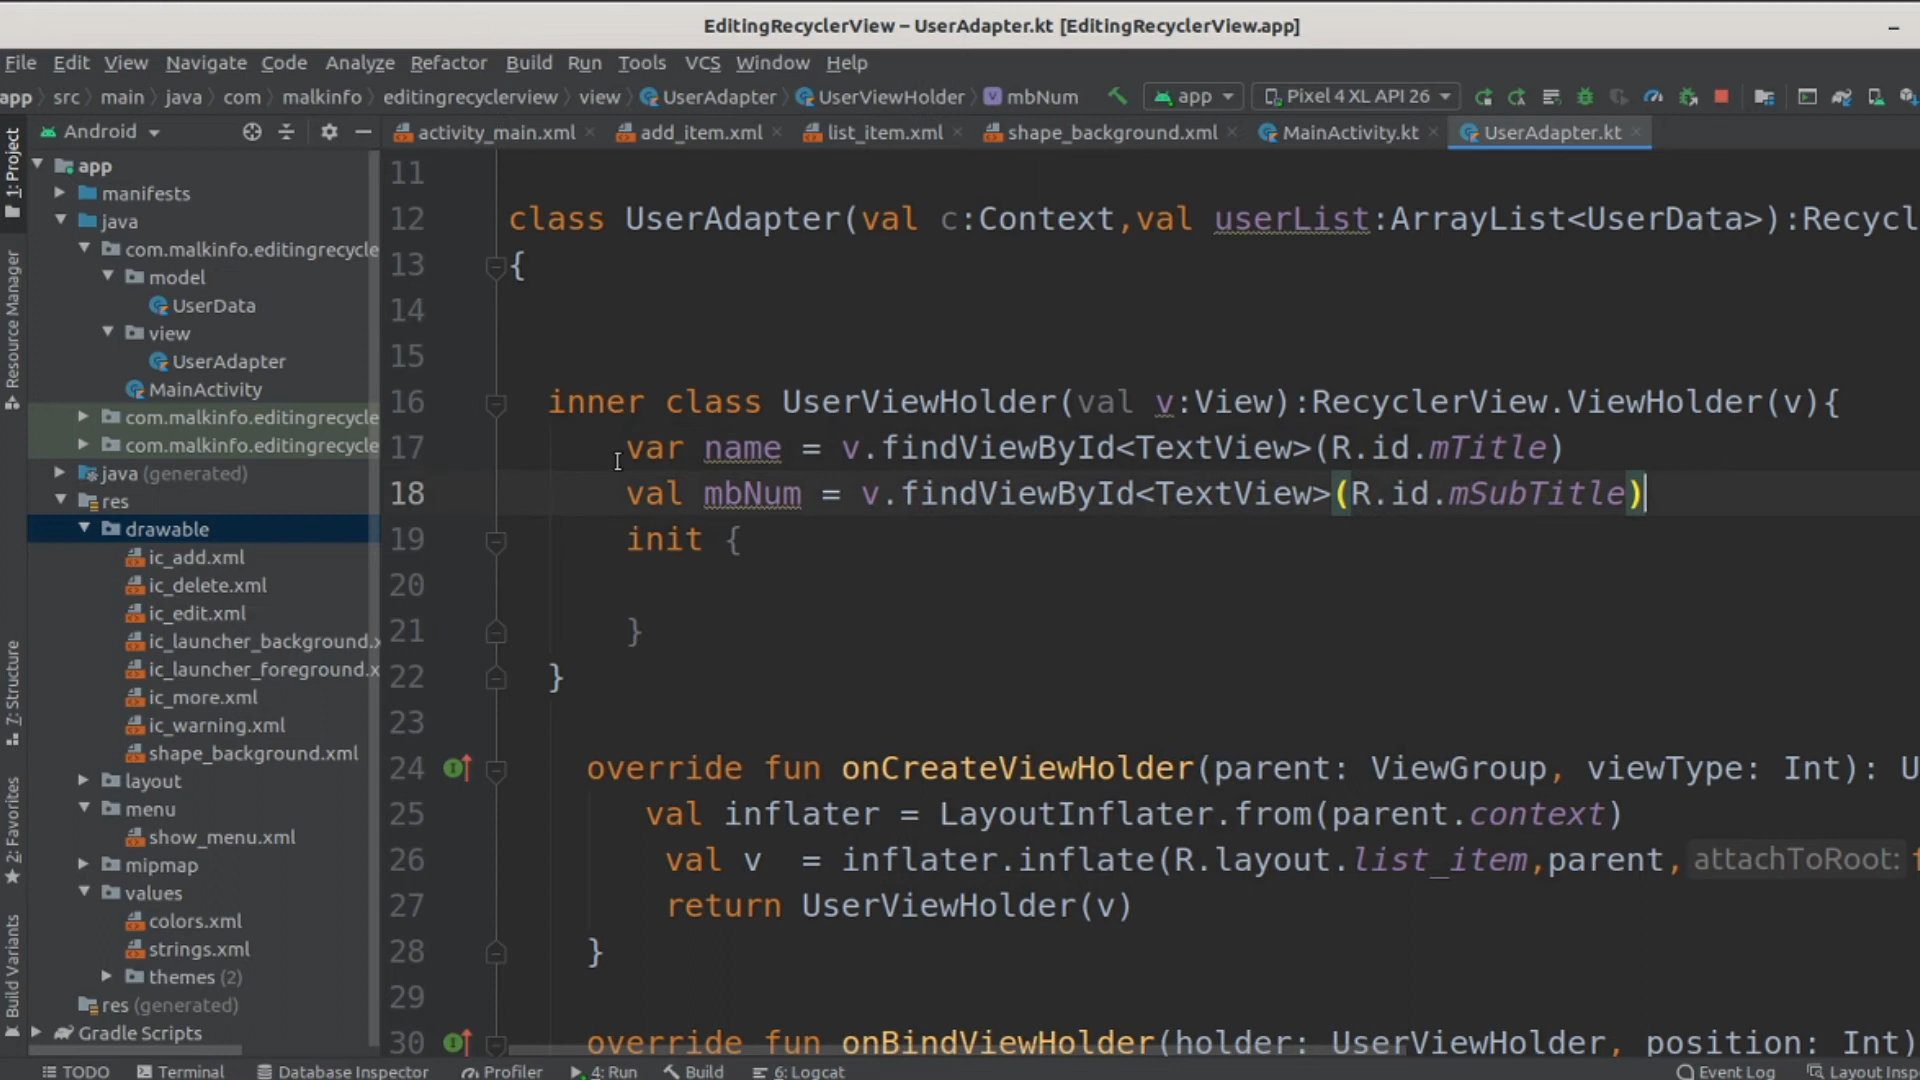 EditingRecyclerView – UserAdapter.kt [EditingRecyclerView.app]
File Edit View Navigate Code Analyze Refactor Build Run Tools VCS Window Help
app src main java com malkinfo editingrecyclerview view UserAdapter UserViewHolder mbNum app Pixel 4 XL API 26
Android activity_main.xml add_item.xml list_item.xml shape_background.xml MainActivity.kt UserAdapter.kt
1: Project
Resource Manager
7: Structure
2: Favorites
Build Variants
app
manifests
java
com.malkinfo.editingrecycle
model
UserData
view
UserAdapter
MainActivity
com.malkinfo.editingrecycle
com.malkinfo.editingrecycle
java (generated)
res
drawable
ic_add.xml
ic_delete.xml
ic_edit.xml
ic_launcher_background.x
ic_launcher_foreground.x
ic_more.xml
ic_warning.xml
shape_background.xml
layout
menu
show_menu.xml
mipmap
values
colors.xml
strings.xml
themes (2)
res (generated)
Gradle Scripts
11
12 class UserAdapter(val c:Context,val userList:ArrayList<UserData>):Recycl
13 {
14
15
16 inner class UserViewHolder(val v:View):RecyclerView.ViewHolder(v){
17 var name = v.findViewById<TextView>(R.id.mTitle)
18 val mbNum = v.findViewById<TextView>(R.id.mSubTitle)
19 init {
20
21 }
22 }
23
24 override fun onCreateViewHolder(parent: ViewGroup, viewType: Int): U
25 val inflater = LayoutInflater.from(parent.context)
26 val v = inflater.inflate(R.layout.list_item,parent, attachToRoot: f
27 return UserViewHolder(v)
28 }
29
30 override fun onBindViewHolder(holder: UserViewHolder, position: Int)
TODO Terminal Database Inspector Profiler 4: Run Build 6: Logcat Event Log Layout Insp